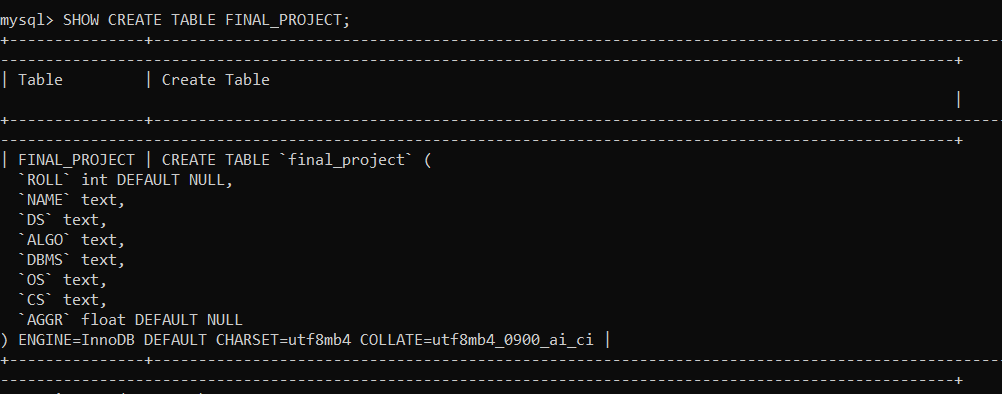 mysql> SHOW CREATE TABLE FINAL_PROJECT;
| Table | Create Table
|
| FINAL_PROJECT | CREATE TABLE `final_project` (
`ROLL` int DEFAULT NULL,
`NAME` text,
`DS` text,
`ALGO` text,
`DBMS` text,
`OS` text,
`CS` text,
`AGGR` float DEFAULT NULL
) ENGINE=InnoDB DEFAULT CHARSET=utf8mb4 COLLATE=utf8mb4_0900_ai_ci |